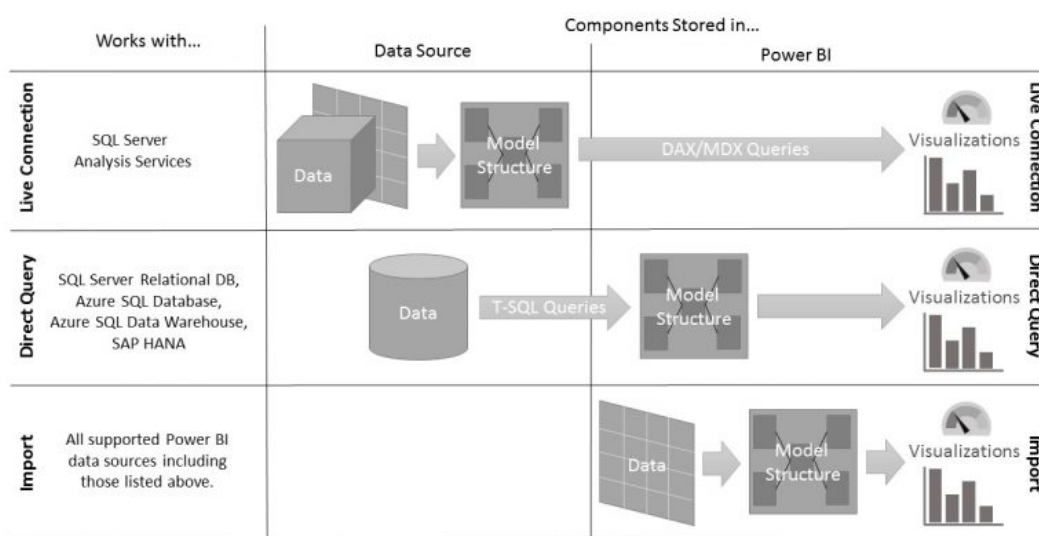 Components Stored in...
Works with...
Data Source
Power BI
Live Connection
SQL Server
Analysis Services
Data
Model
Structure
DAX/MDX Queries
Visualizations
Live Connection
Direct Query
SQL Server Relational DB,
Azure SQL Database,
Azure SQL Data Warehouse,
SAP HANA
Data
T-SQL Queries
Model
Structure
Visualizations
Direct Query
Import
All supported Power BI
data sources including
those listed above.
Data
Model
Structure
Visualizations
Import